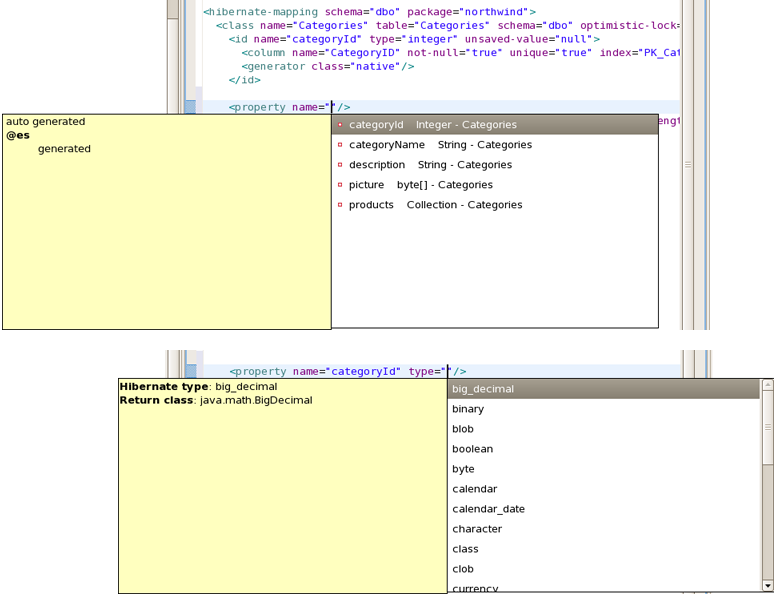 <hibernate-mapping schema="dbo" package="northwind">
<class name="Categories" table="Categories" schema="dbo" optimistic-lock=
<id name="categoryId" type="integer" unsaved-value="null">
<column name="CategoryID" not-null="true" unique="true" index="PK_Cat
<generator class="native"/>
</id>
<property name=""/>
engt
auto generated
@es
generated
categoryId Integer - Categories
categoryName String - Categories
description String - Categories
picture byte[] - Categories
products Collection - Categories
<property name="categoryId" type=""/>
Hibernate type: big_decimal
Return class: java.math.BigDecimal
big_decimal
binary
blob
boolean
byte
calendar
calendar_date
character
class
clob
currency